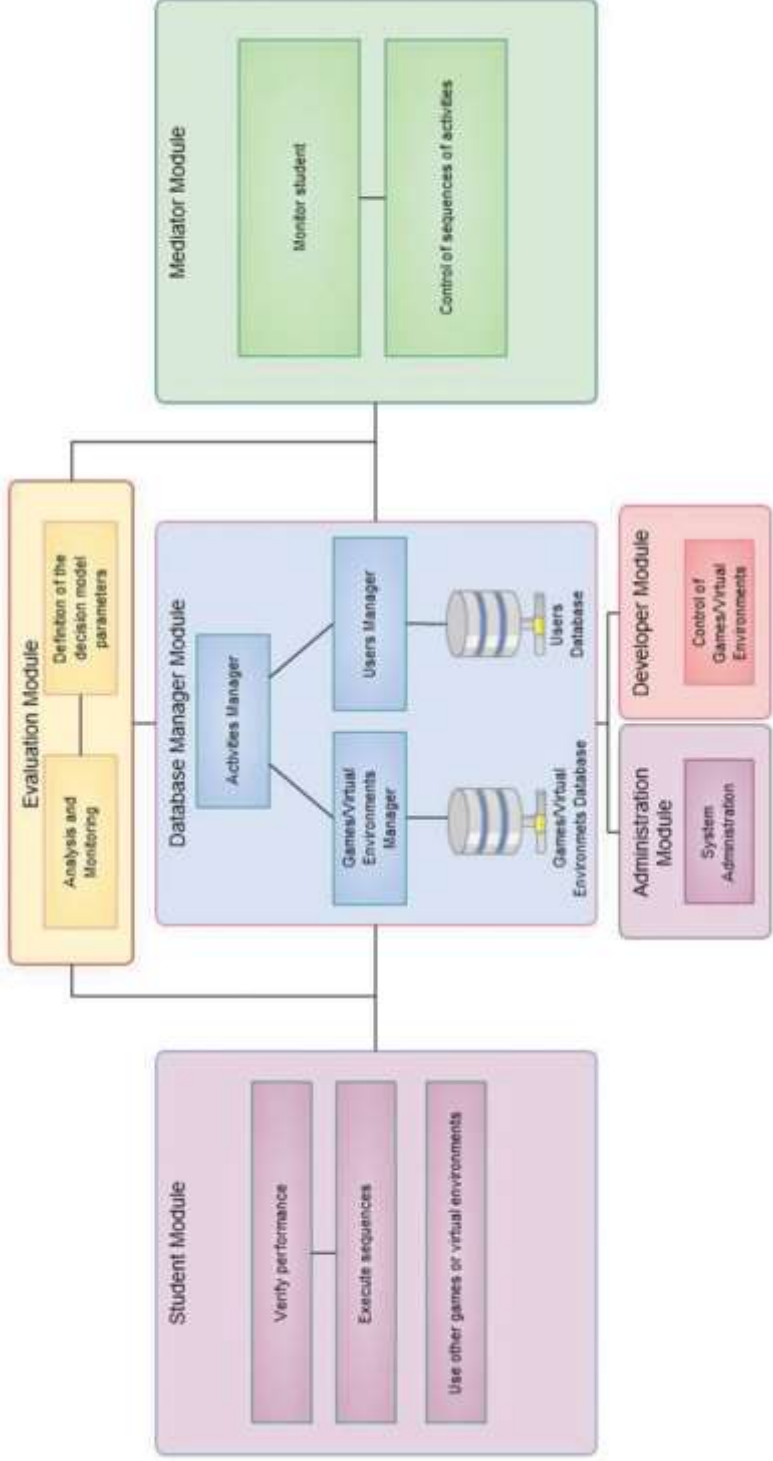 Evaluation Module
Analysis and
Monitoring
Definition of the
decision model
parameters
Student Module
Verify performance
Execute sequences
Use other games or virtual environments
Database Manager Module
Activities Manager
Games/Virtual
Environments
Manager
Users Manager
Games/Virtual
Environmets Database
Users
Database
Mediator Module
Monitor student
Control of sequences of activities
Administration
Module
System
Administration
Developer Module
Control of
Games/Virtual
Environments